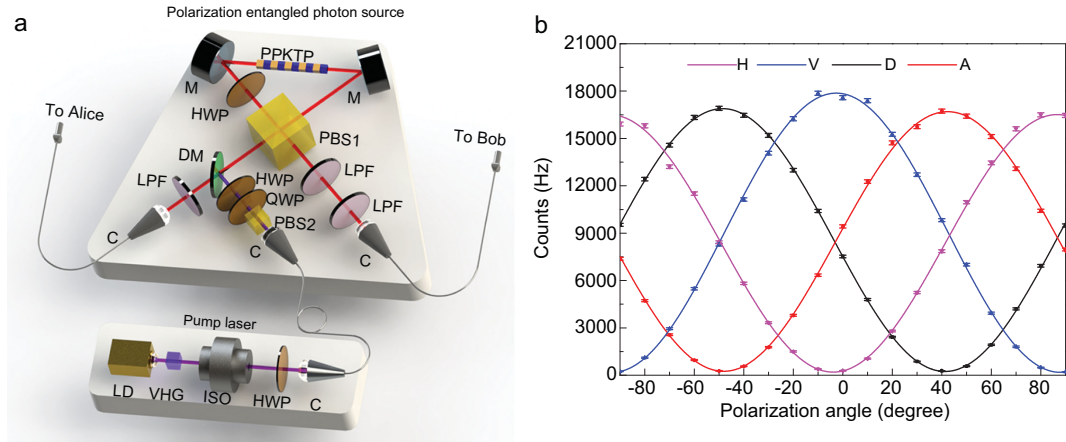 a
Polarization entangled photon source
PPKTP
M
M
HWP
To Alice
To Bob
PBS1
DM
HWP
LPF
LPF
QWP
LPF
PBS2
C
C
C
Pump laser
LD
VHG
ISO
HWP
C
b
21000
18000
15000
12000
9000
6000
3000
0
Counts (Hz)
H
V
D
A
-80
-60
-40
-20
0
20
40
60
80
Polarization angle (degree)